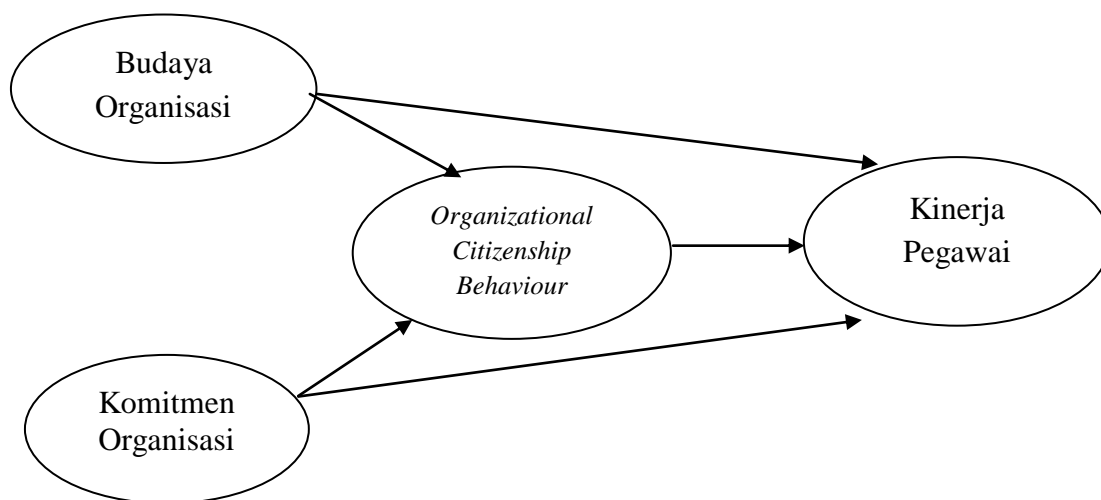 Budaya
Organisasi
Organizational
Citizenship
Behaviour
Kinerja
Pegawai
Komitmen
Organisasi